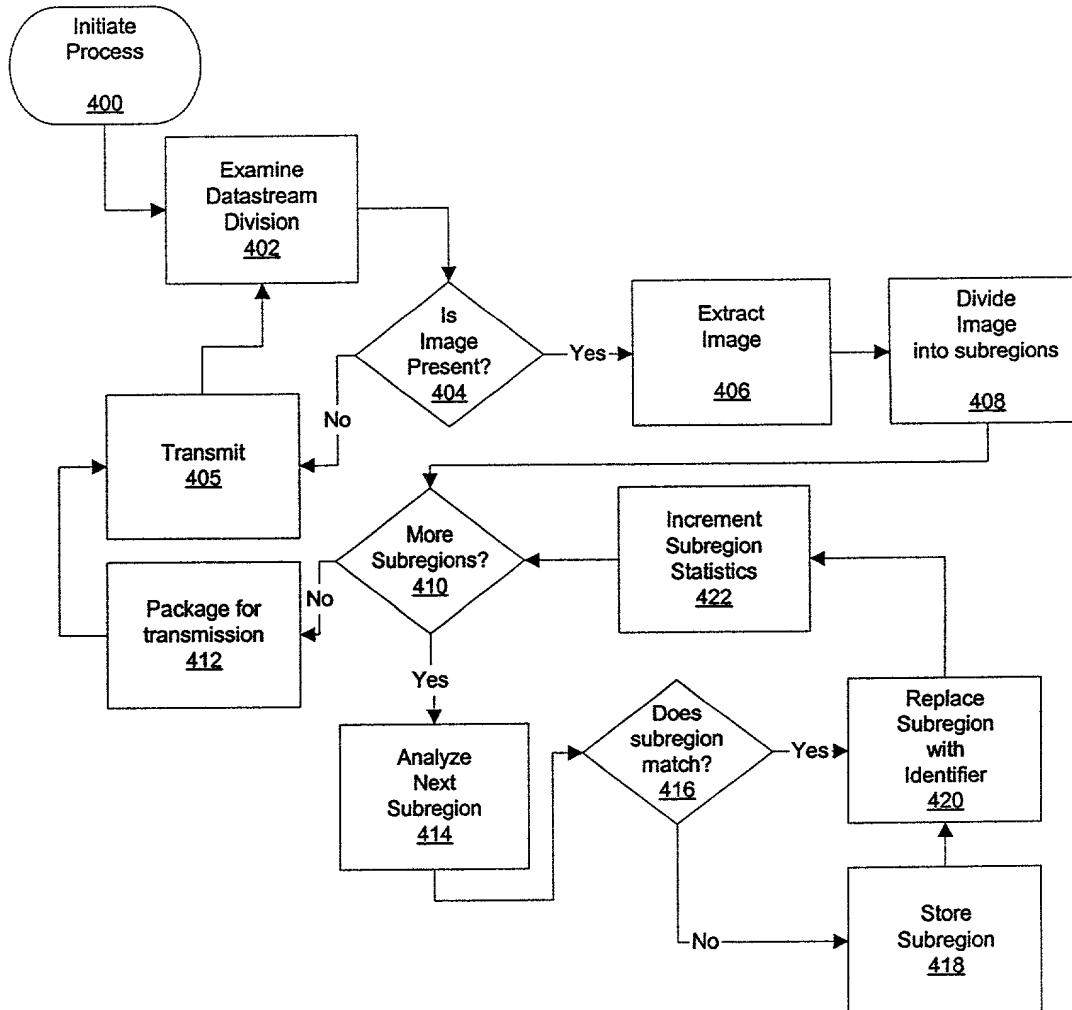 Initiate
Process
400
Examine
Datastream
Division
402
Is
Image
Present?
404
Yes
No
Extract
Image
406
Divide
Image
into subregions
408
Transmit
405
More
Subregions?
410
No
Yes
Increment
Subregion
Statistics
422
Package for
transmission
412
Analyze
Next
Subregion
414
Does
subregion
match?
416
Yes
No
Replace
Subregion
with
Identifier
420
Store
Subregion
418